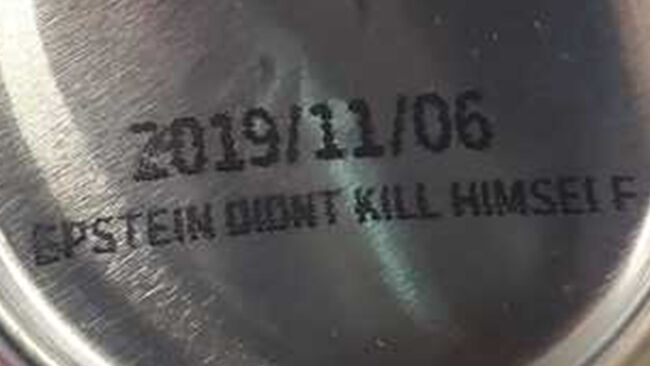 2019/11/06
EPSTEIN DIDNT KILL HIMSELF